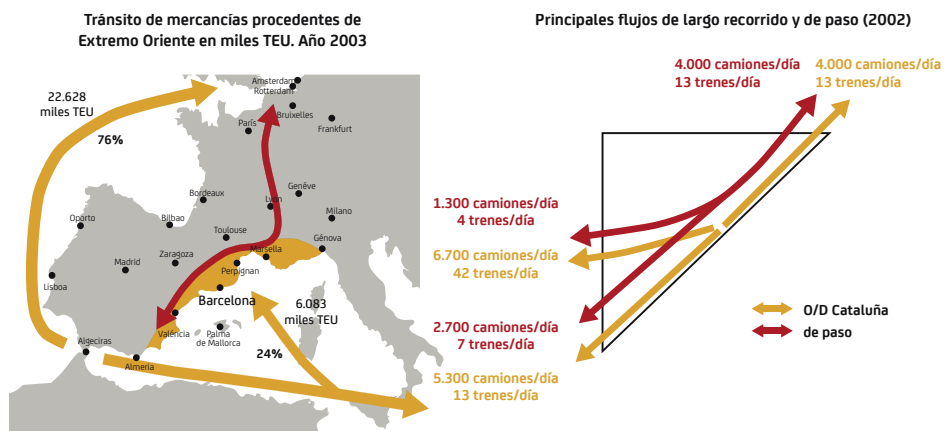 Tránsito de mercancías procedentes de
Extremo Oriente en miles TEU. Año 2003
22.628
miles TEU
76%
Amsterdam
Rotterdam
Bruxelles
París
Frankfurt
Genève
Bordeaux
Lyon
Milano
Oporto
Bilbao
Toulouse
Génova
Marsella
Zaragoza
Madrid
Perpignan
Lisboa
Barcelona
6.083
miles TEU
València
Palma
de Mallorca
Algeciras
24%
Almería
Principales flujos de largo recorrido y de paso (2002)
4.000 camiones/día
13 trenes/día
4.000 camiones/día
13 trenes/día
1.300 camiones/día
4 trenes/día
6.700 camiones/día
42 trenes/día
2.700 camiones/día
7 trenes/día
5.300 camiones/día
13 trenes/día
O/D Cataluña
de paso